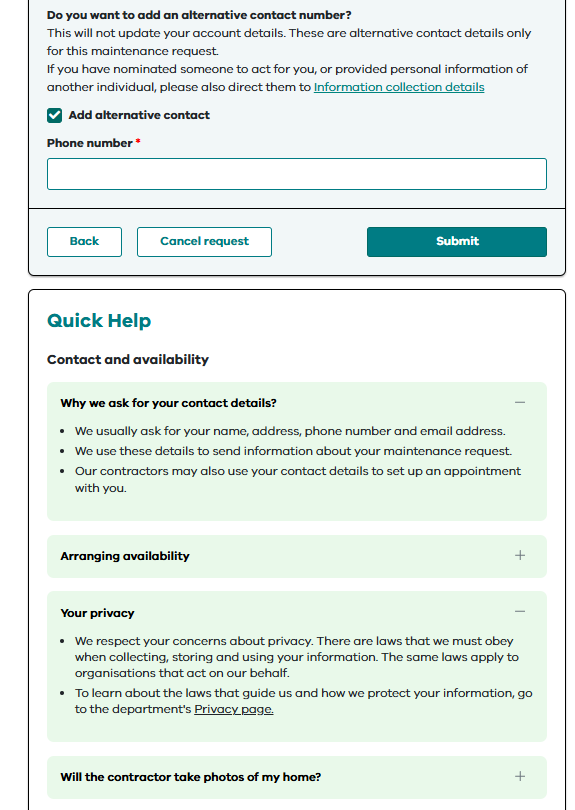 Do you want to add an alternative contact number?
This will not update your account details. These are alternative contact details only
for this maintenance request.
If you have nominated someone to act for you, or provided personal information of
another individual, please also direct them to Information collection details
Add alternative contact
Phone number *
Back
Cancel request
Submit
Quick Help
Contact and availability
Why we ask for your contact details?
• We usually ask for your name, address, phone number and email address.
• We use these details to send information about your maintenance request.
• Our contractors may also use your contact details to set up an appointment
with you.
Arranging availability
Your privacy
• We respect your concerns about privacy. There are laws that we must obey
when collecting, storing and using your information. The same laws apply to
organisations that act on our behalf.
• To learn about the laws that guide us and how we protect your information, go
to the department's Privacy page.
Will the contractor take photos of my home?